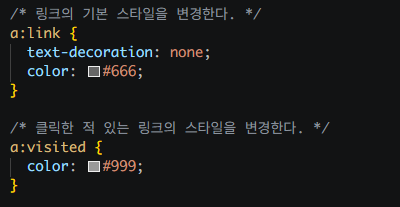 /* 링크의 기본 스타일을 변경한다. */
a:link {
  text-decoration: none;
  color: #666;
}

/* 클릭한 적 있는 링크의 스타일을 변경한다. */
a:visited {
  color: #999;
}